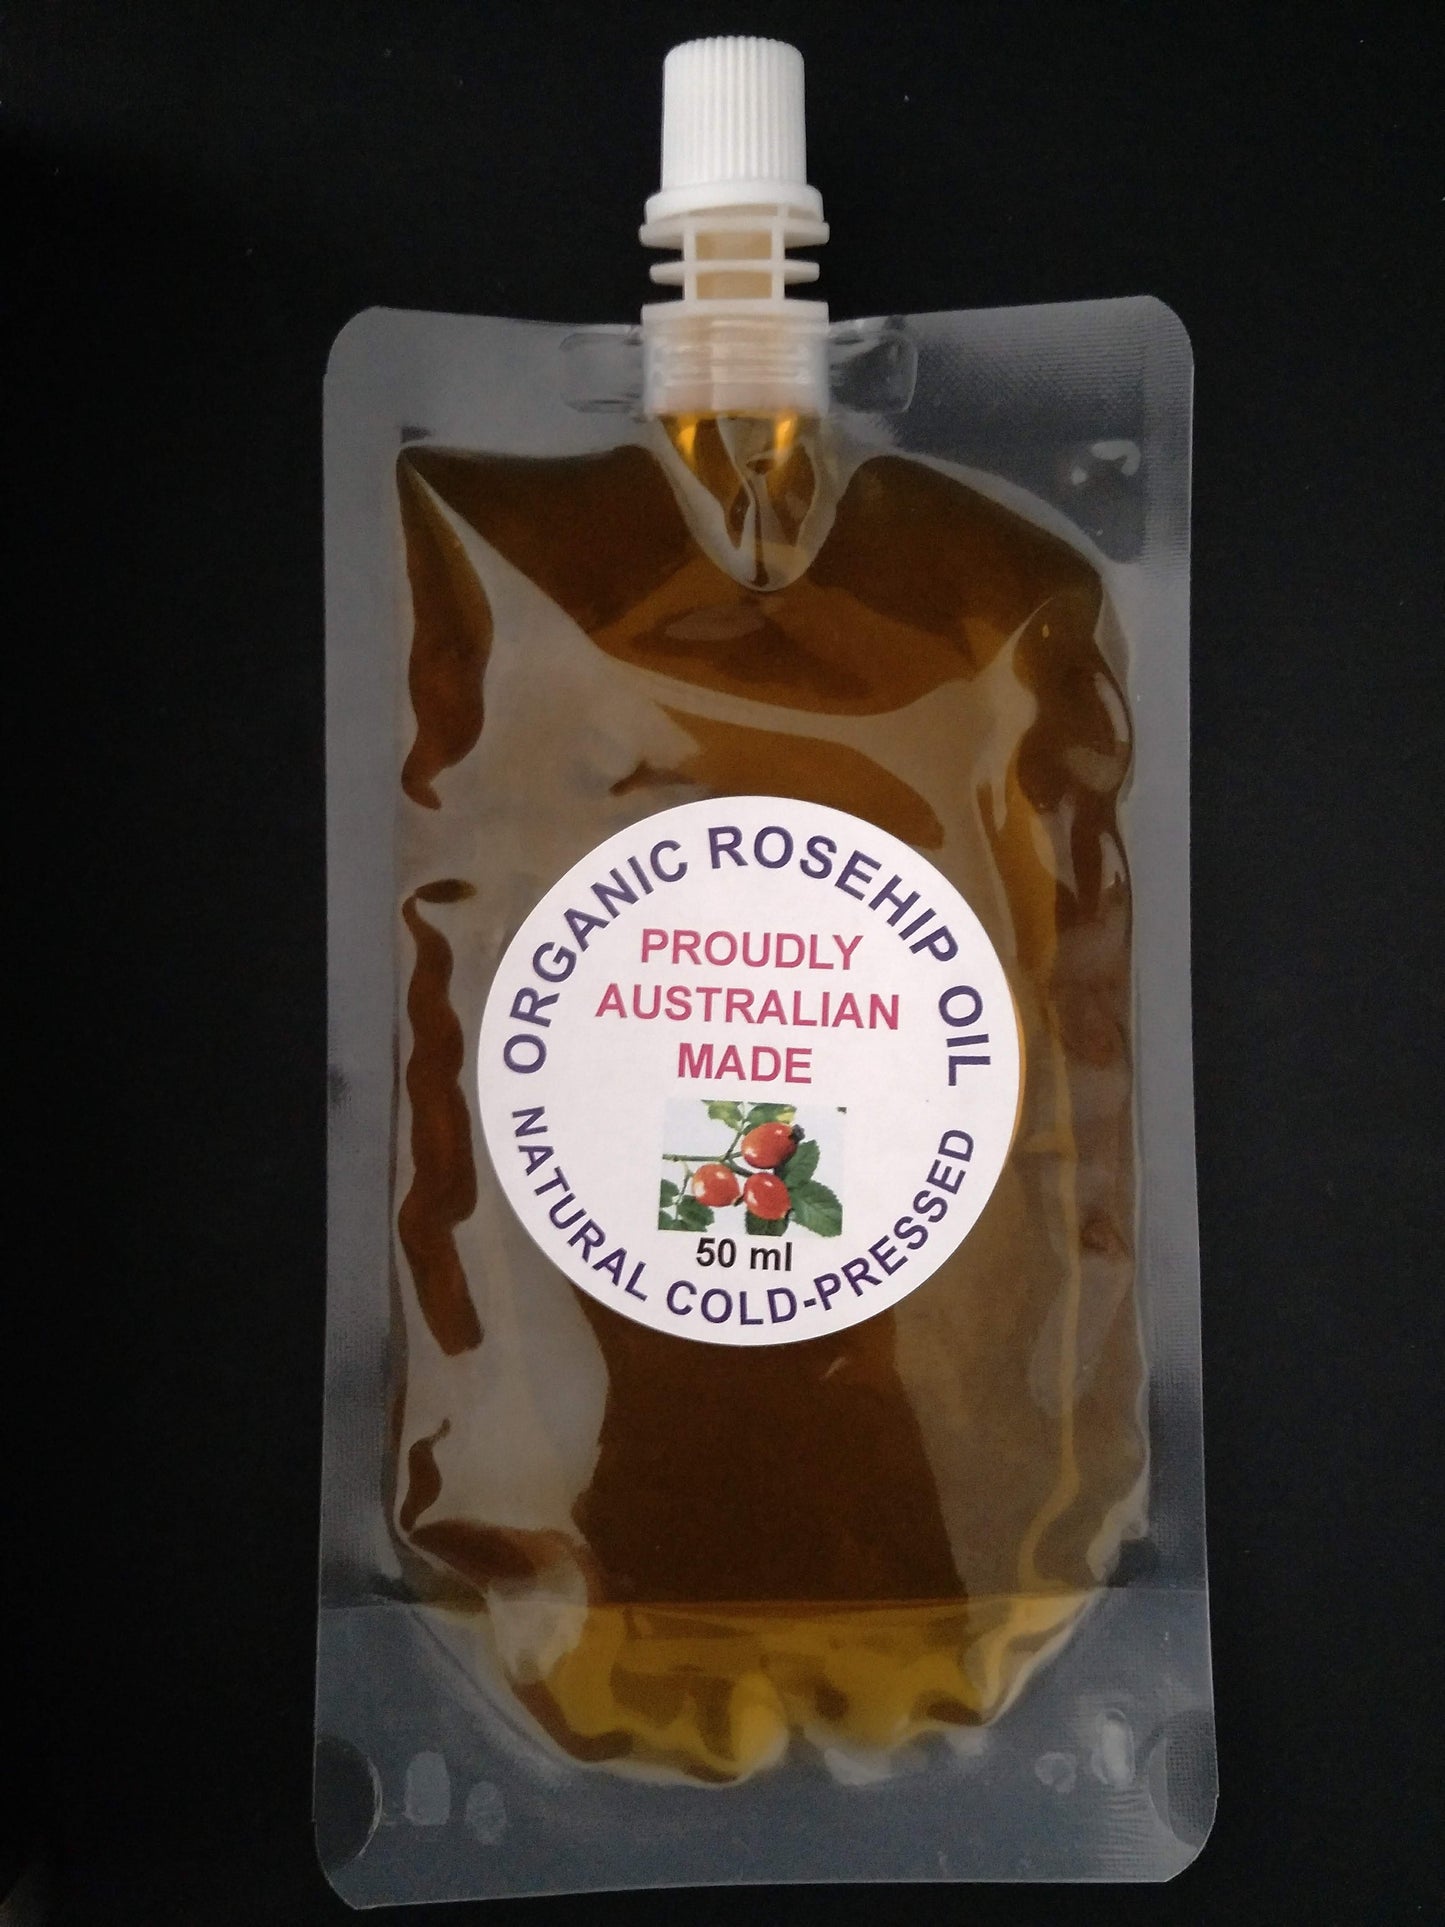 ORGANIC ROSEHIP OIL
PROUDLY
AUSTRALIAN
MADE
50 ml
NATURAL COLD-PRESSED